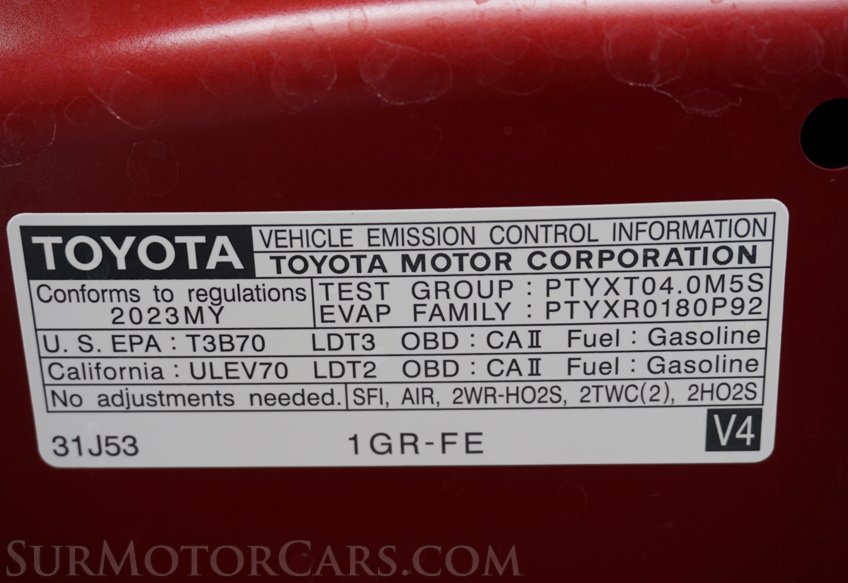 TOYOTA VEHICLE EMISSION CONTROL INFORMATION
TOYOTA MOTOR CORPORATION
Conforms to regulations TEST GROUP : PTYXT04.0M5S
2023MY EVAP FAMILY : PTYXR0180P92
U. S. EPA : T3B70 LDT3 OBD : CAⅡ Fuel : Gasoline
California : ULEV70 LDT2 OBD : CAⅡ Fuel : Gasoline
No adjustments needed. SFI, AIR, 2WR-HO2S, 2TWC(2), 2HO2S
31J53 1GR-FE V4
SurMotorCars.com